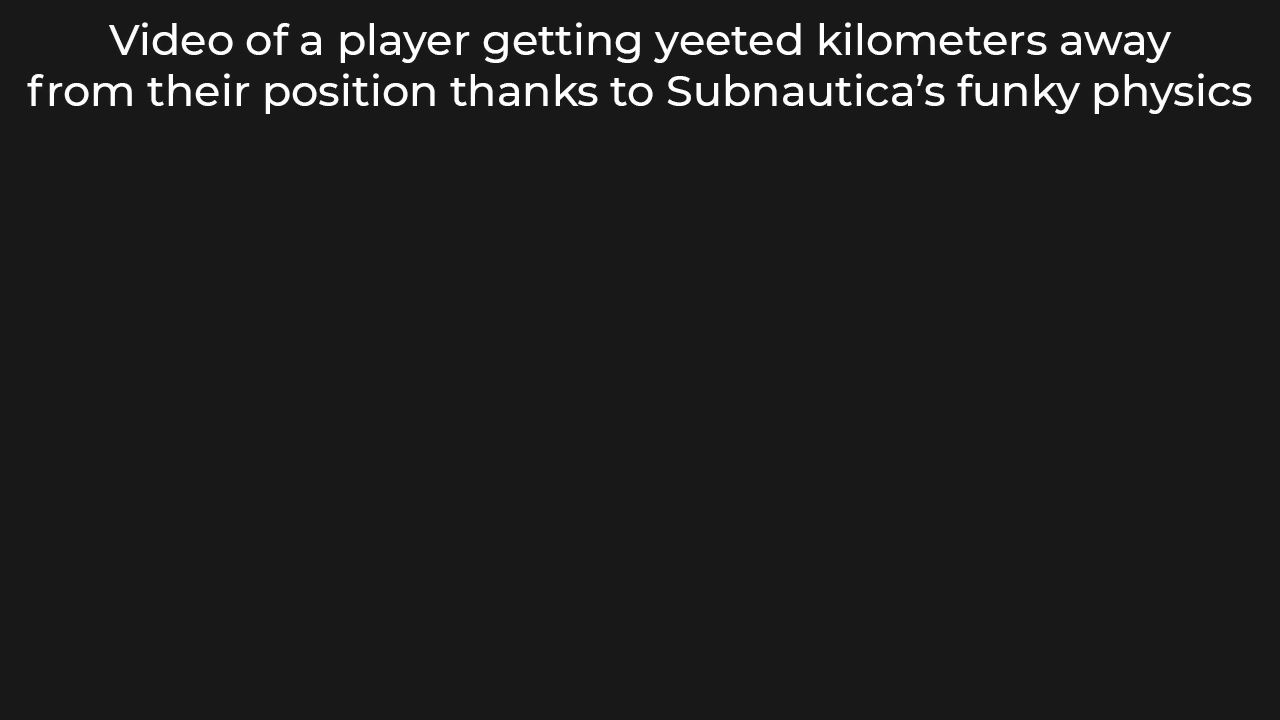 Video of a player getting yeeted kilometers away
from their position thanks to Subnautica’s funky physics